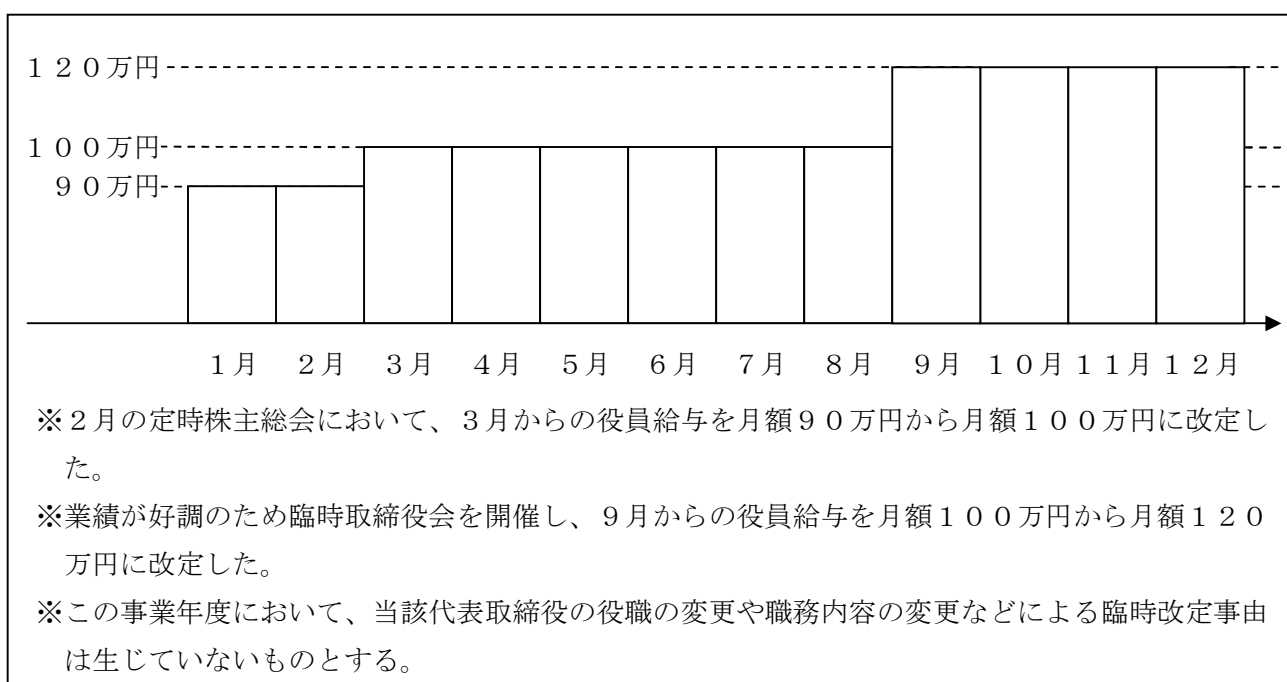 １２０万円
１００万円
９０万円
１月 ２月 ３月 ４月 ５月 ６月 ７月 ８月 ９月 １０月 １１月 １２月
※２月の定時株主総会において、３月からの役員給与を月額９０万円から月額１００万円に改定し
た。
※業績が好調のため臨時取締役会を開催し、９月からの役員給与を月額１００万円から月額１２０
万円に改定した。
※この事業年度において、当該代表取締役の役職の変更や職務内容の変更などによる臨時改定事由
は生じていないものとする。